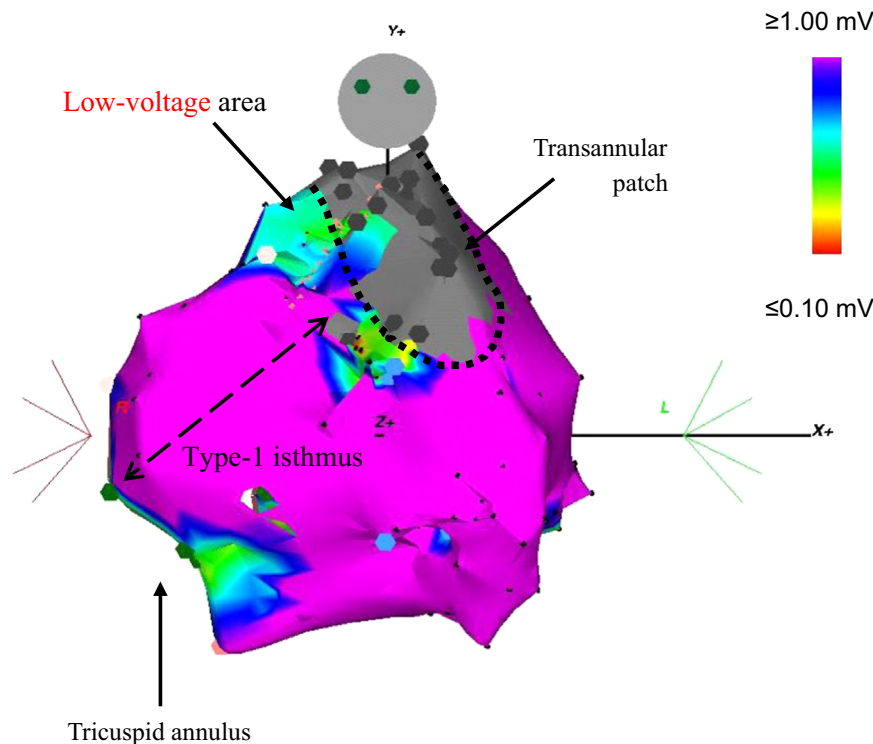 ≥1.00 mV
Y+
Low-voltage area
Transannular
patch
≤0.10 mV
R
L
Z+
X+
Type-1 isthmus
Tricuspid annulus